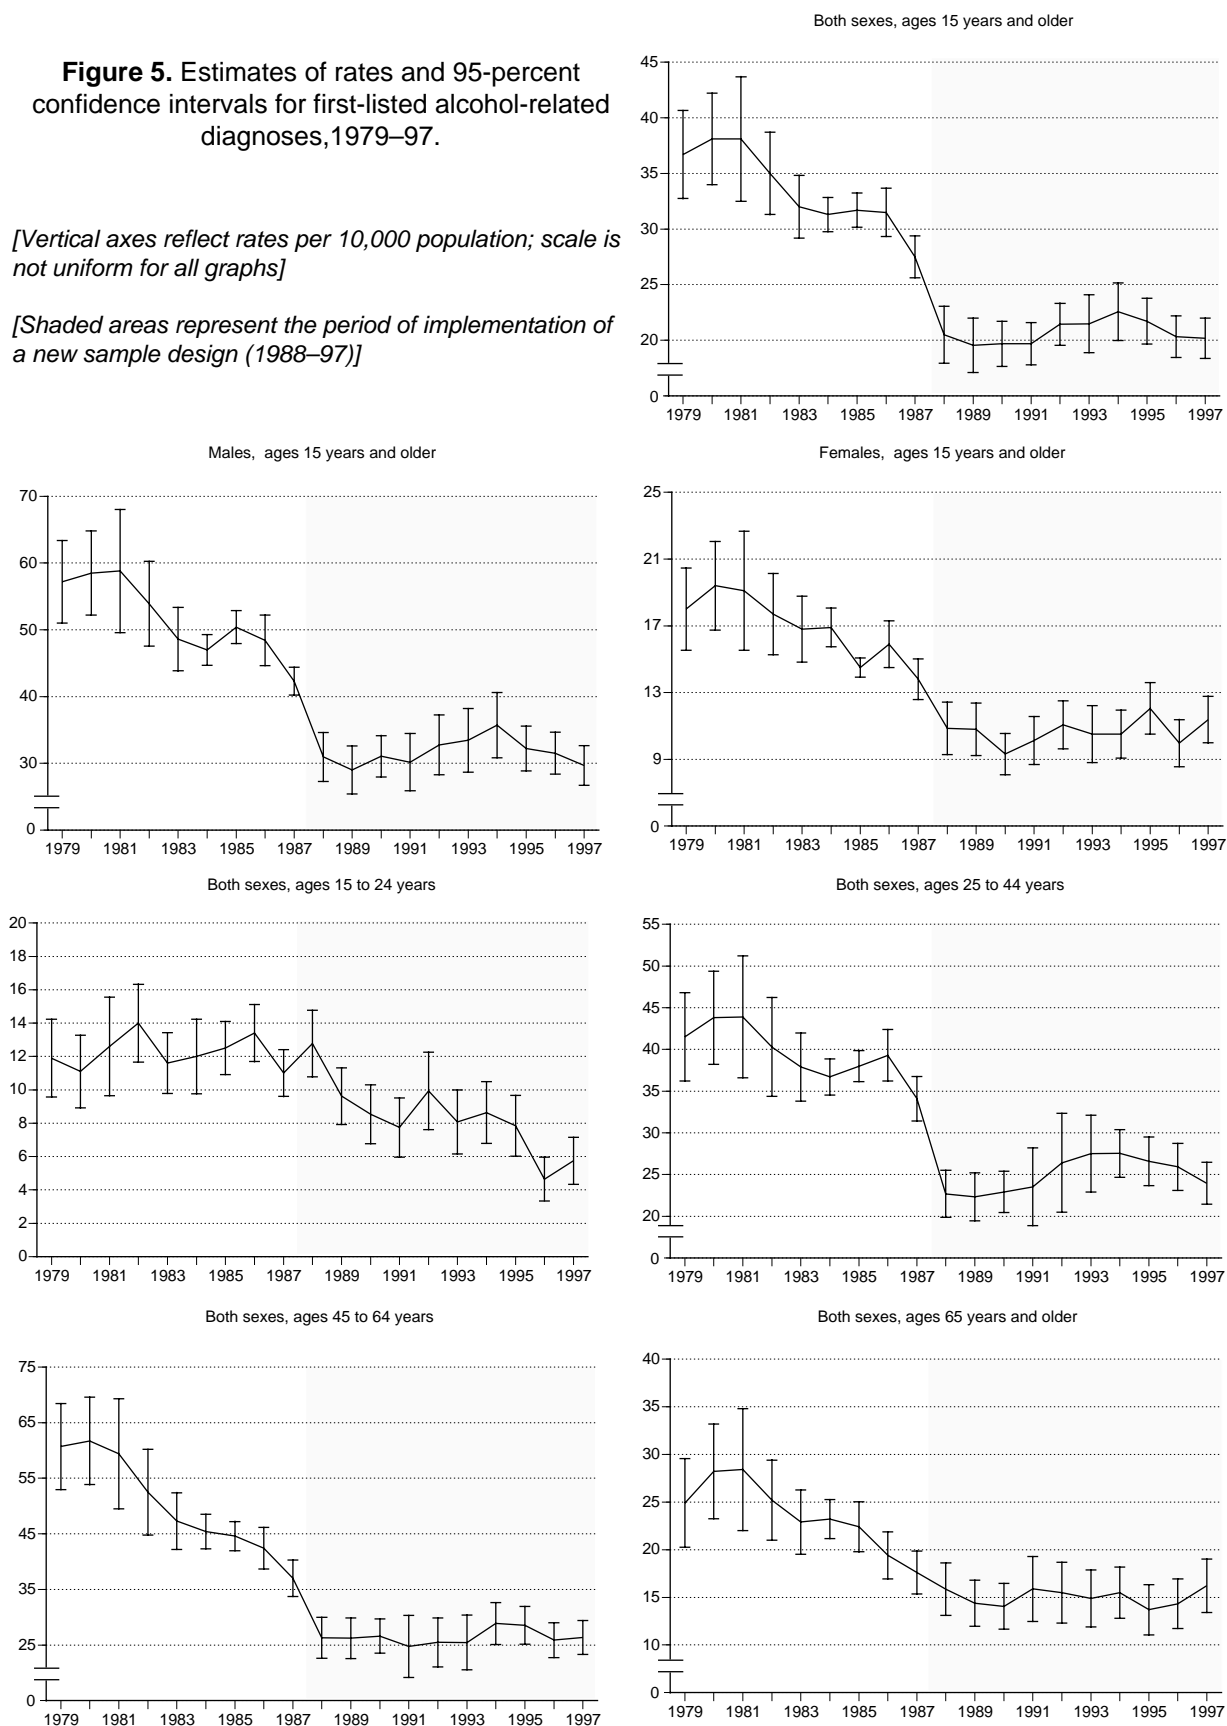 Figure 5. Estimates of rates and 95-percent
confidence intervals for first-listed alcohol-related
diagnoses,1979–97.
[Vertical axes reflect rates per 10,000 population; scale is
not uniform for all graphs]
[Shaded areas represent the period of implementation of
a new sample design (1988–97)]
Both sexes, ages 15 years and older
45
40
35
30
25
20
0
1979 1981 1983 1985 1987 1989 1991 1993 1995 1997
Males, ages 15 years and older
70
60
50
40
30
0
1979 1981 1983 1985 1987 1989 1991 1993 1995 1997
Females, ages 15 years and older
25
21
17
13
9
0
1979 1981 1983 1985 1987 1989 1991 1993 1995 1997
Both sexes, ages 15 to 24 years
20
18
16
14
12
10
8
6
4
2
0
1979 1981 1983 1985 1987 1989 1991 1993 1995 1997
Both sexes, ages 25 to 44 years
55
50
45
40
35
30
25
20
0
1979 1981 1983 1985 1987 1989 1991 1993 1995 1997
Both sexes, ages 45 to 64 years
75
65
55
45
35
25
0
1979 1981 1983 1985 1987 1989 1991 1993 1995 1997
Both sexes, ages 65 years and older
40
35
30
25
20
15
10
0
1979 1981 1983 1985 1987 1989 1991 1993 1995 1997